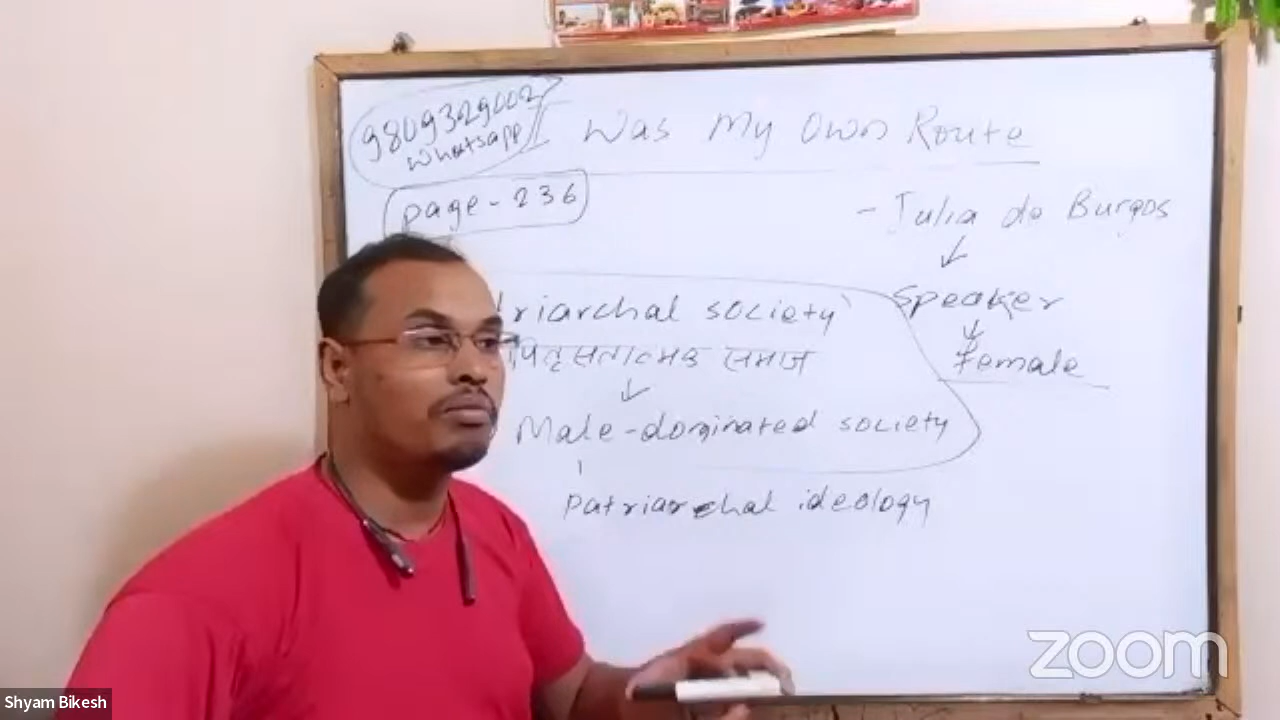 9809329002
Whatsapp
I Was My Own Route
page-236
- Julia de Burgos
Speaker
Female
triarchal society
पितृसत्तात्मक समाज
Male-dominated society
patriarchal ideology
zoom
Shyam Bikesh